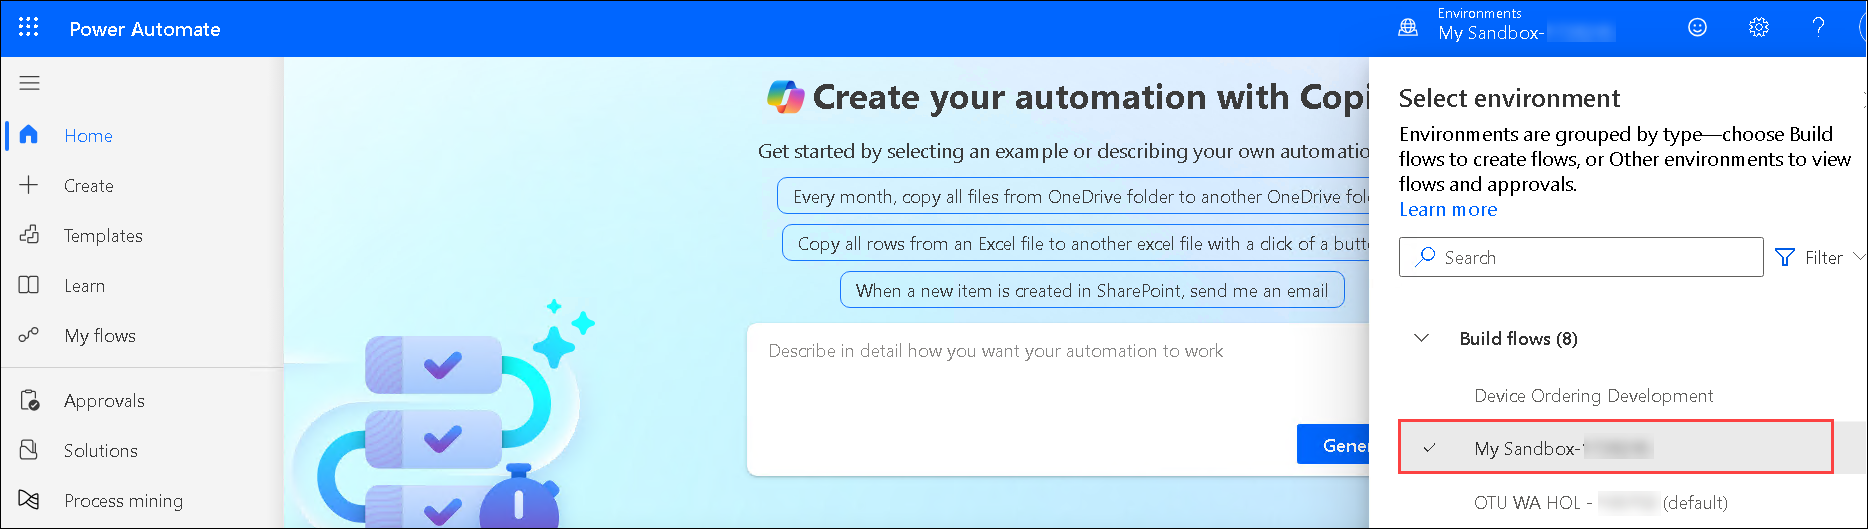 Power Automate
Environments
My Sandbox-
?
Home
Create
Templates
Learn
My flows
Approvals
Solutions
Process mining
Create your automation with Copi
Get started by selecting an example or describing your own automation
Every month, copy all files from OneDrive folder to another OneDrive fol
Copy all rows from an Excel file to another excel file with a click of a butt
When a new item is created in SharePoint, send me an email
Describe in detail how you want your automation to work
Gener
Select environment
Environments are grouped by type—choose Build
flows to create flows, or Other environments to view
flows and approvals.
Learn more
Search
Filter
Build flows (8)
Device Ordering Development
My Sandbox-
OTU WA HOL - (default)